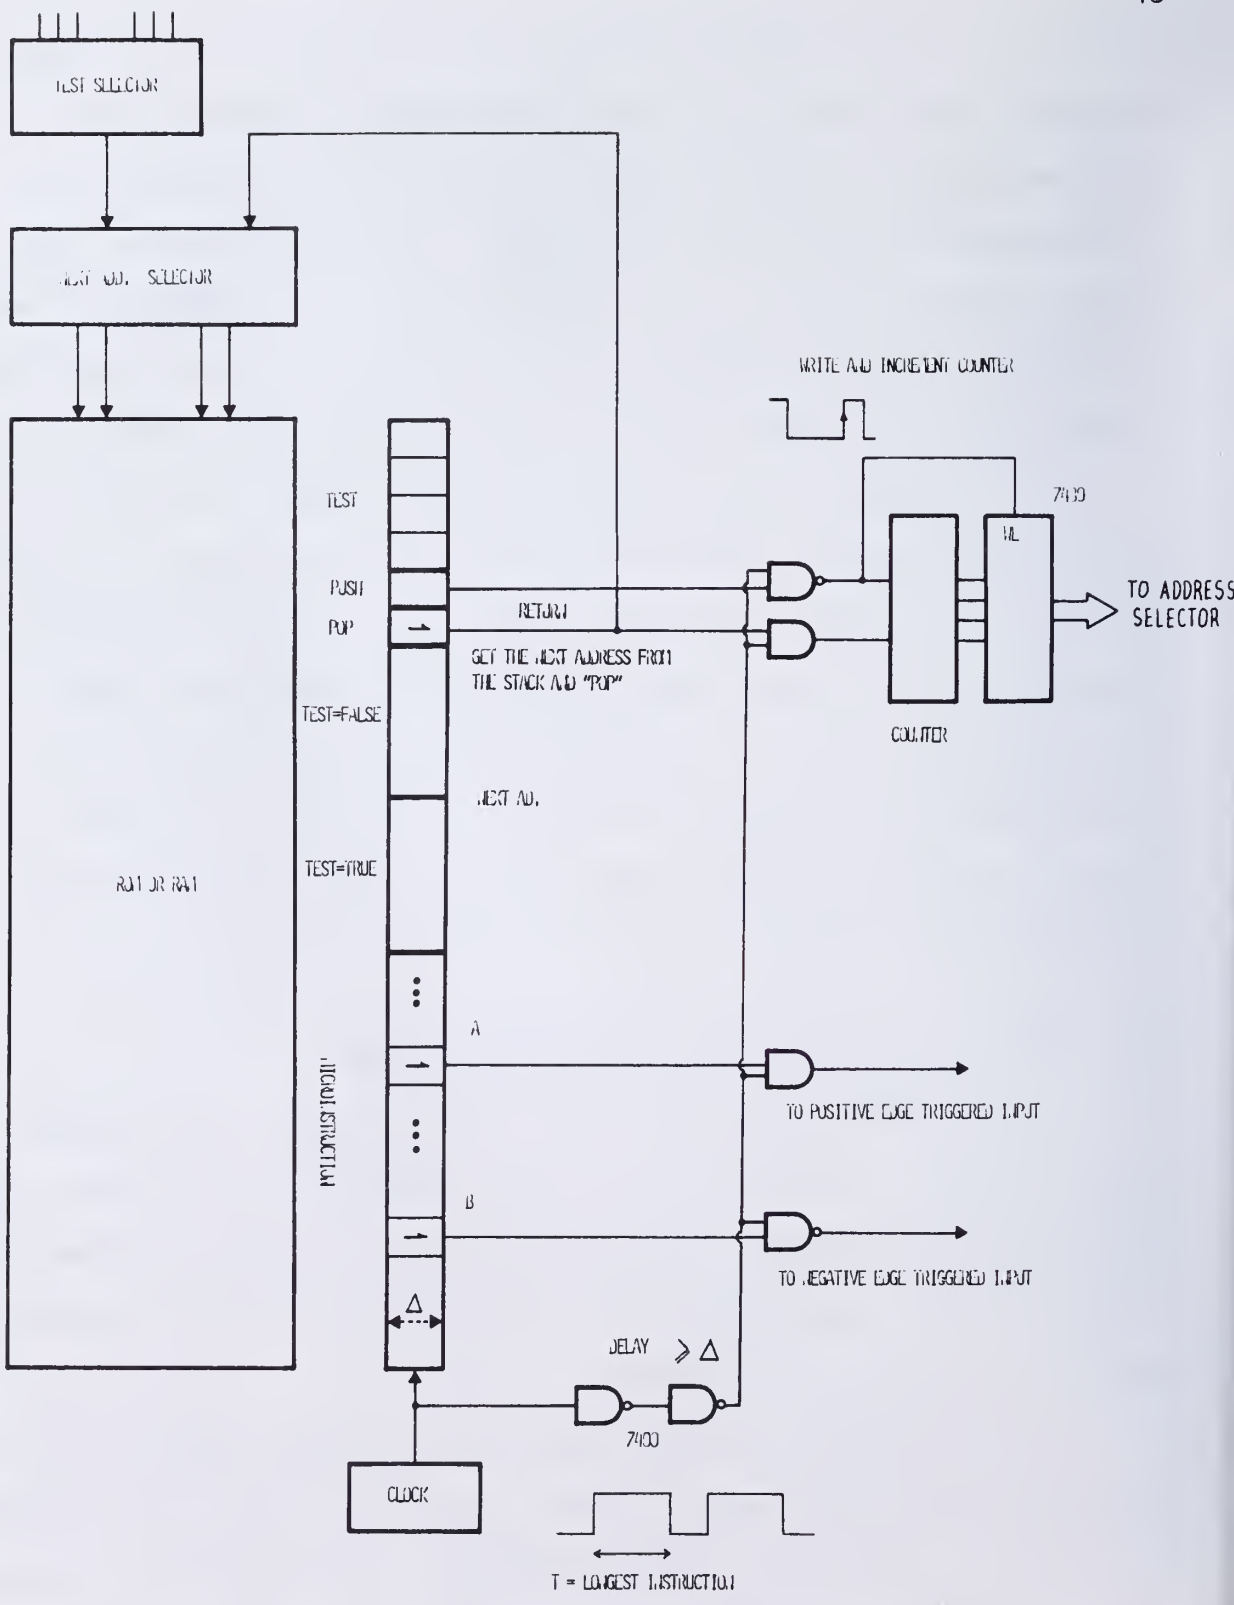 TEST SELECTOR
NEXT ADD. SELECTOR
WRITE AND INCREMENT COUNTER
TEST
7489
WE
PUSH
TO ADDRESS
SELECTOR
RETURN
POP
GET THE NEXT ADDRESS FROM
THE STACK AND "POP"
TEST=FALSE
COUNTER
NEXT AD.
TEST=TRUE
ROM OR RAM
A
MICROINSTRUCTION
TO POSITIVE EDGE TRIGGERED INPUT
B
TO NEGATIVE EDGE TRIGGERED INPUT
Δ
DELAY ⩾ Δ
7400
CLOCK
T = LONGEST INSTRUCTION